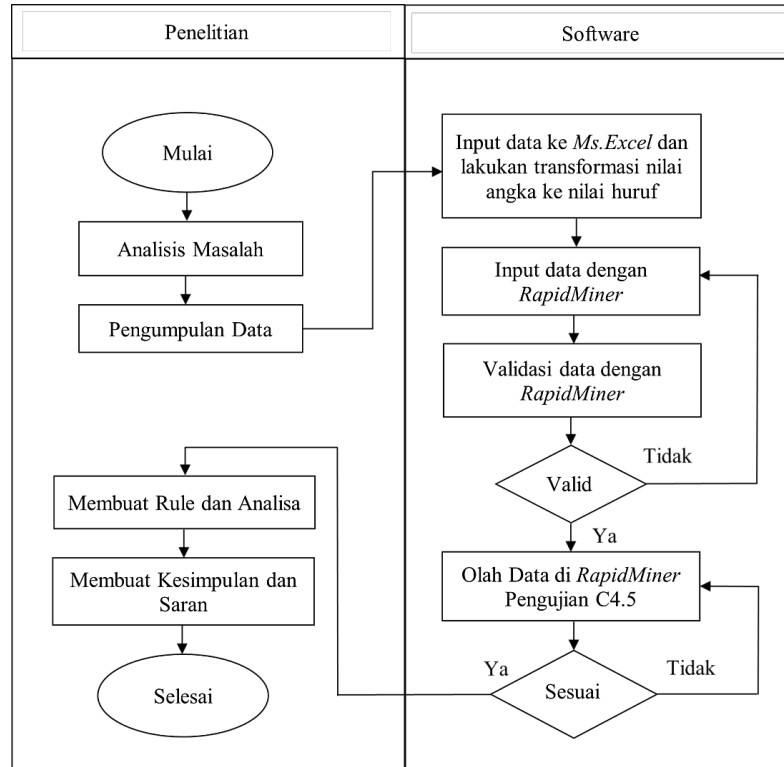 Penelitian
Software
Mulai
Analisis Masalah
Pengumpulan Data
Input data ke Ms.Excel dan
lakukan transformasi nilai
angka ke nilai huruf
Input data dengan
RapidMiner
Validasi data dengan
RapidMiner
Valid
Tidak
Ya
Olah Data di RapidMiner
Pengujian C4.5
Sesuai
Tidak
Ya
Membuat Rule dan Analisa
Membuat Kesimpulan dan
Saran
Selesai